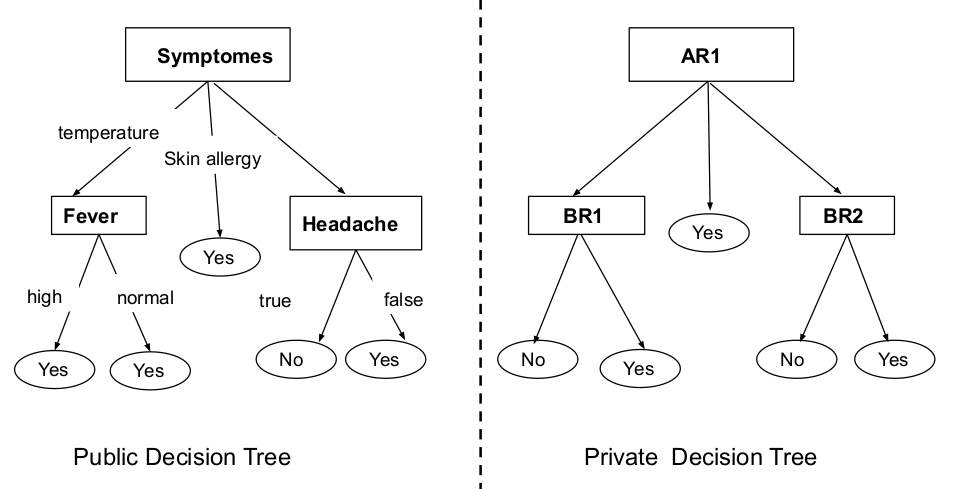 Symptomes
temperature
Skin allergy
Fever
Headache
Yes
high
normal
true
false
Yes
Yes
No
Yes
Public Decision Tree
AR1
BR1
Yes
BR2
No
Yes
No
Yes
Private Decision Tree